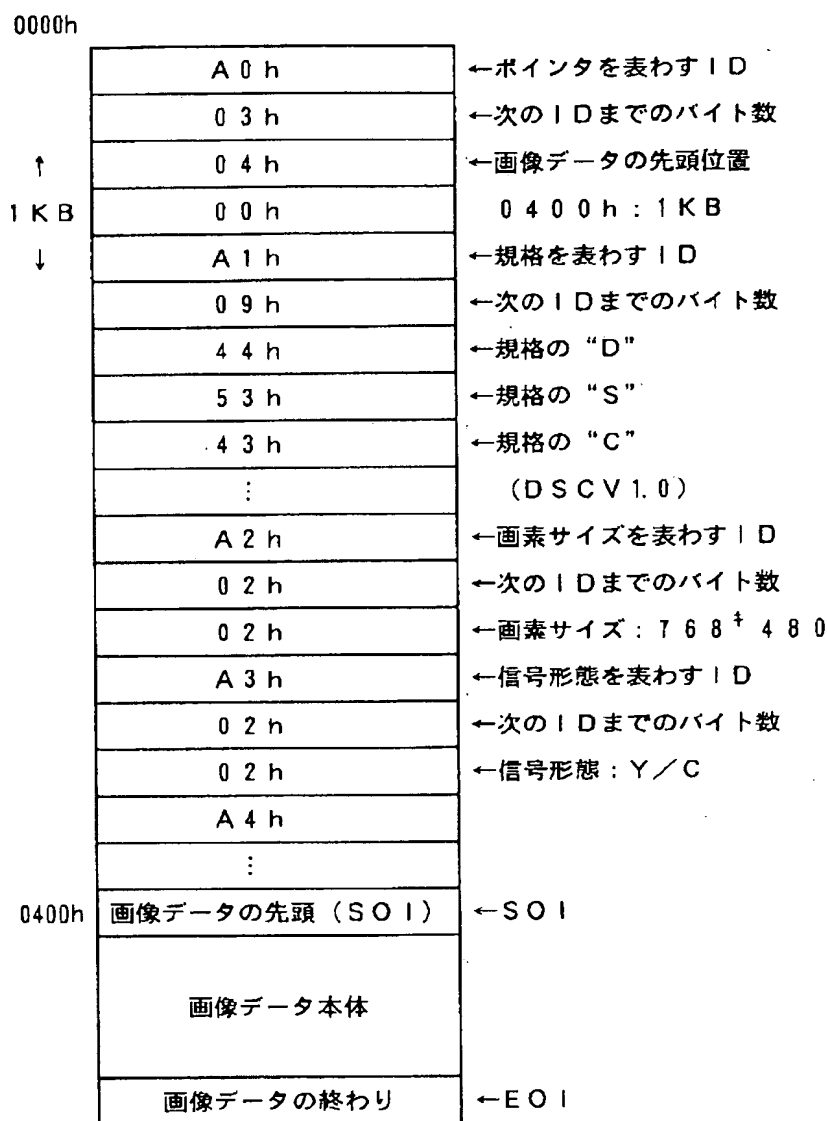 0000h
A0h ←ポインタを表わすID
03h ←次のIDまでのバイト数
↑ 04h ←画像データの先頭位置
1KB 00h 0400h:1KB
↓ A1h ←規格を表わすID
09h ←次のIDまでのバイト数
44h ←規格の“D”
53h ←規格の“S”
43h ←規格の“C”
⋮ (DSCV1.0)
A2h ←画素サイズを表わすID
02h ←次のIDまでのバイト数
02h ←画素サイズ:768 480
A3h ←信号形態を表わすID
02h ←次のIDまでのバイト数
02h ←信号形態:Y/C
A4h
⋮
0400h 画像データの先頭(SOI) ←SOI
画像データ本体
画像データの終わり ←EOI